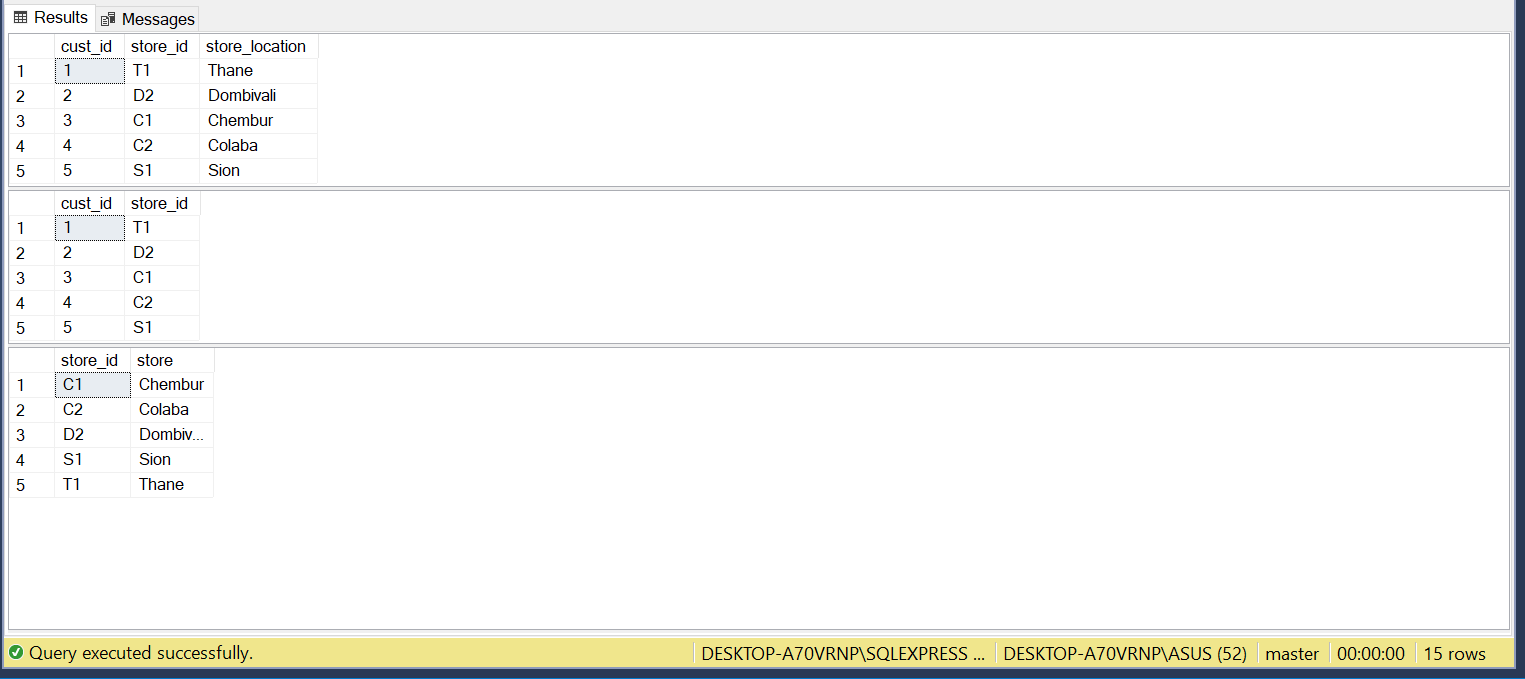 Results Messages
cust_id store_id store_location
1 1 T1 Thane
2 2 D2 Dombivali
3 3 C1 Chembur
4 4 C2 Colaba
5 5 S1 Sion
cust_id store_id
1 1 T1
2 2 D2
3 3 C1
4 4 C2
5 5 S1
store_id store
1 C1 Chembur
2 C2 Colaba
3 D2 Dombiv...
4 S1 Sion
5 T1 Thane
Query executed successfully. DESKTOP-A70VRNP\SQLEXPRESS ... DESKTOP-A70VRNP\ASUS (52) master 00:00:00 15 rows